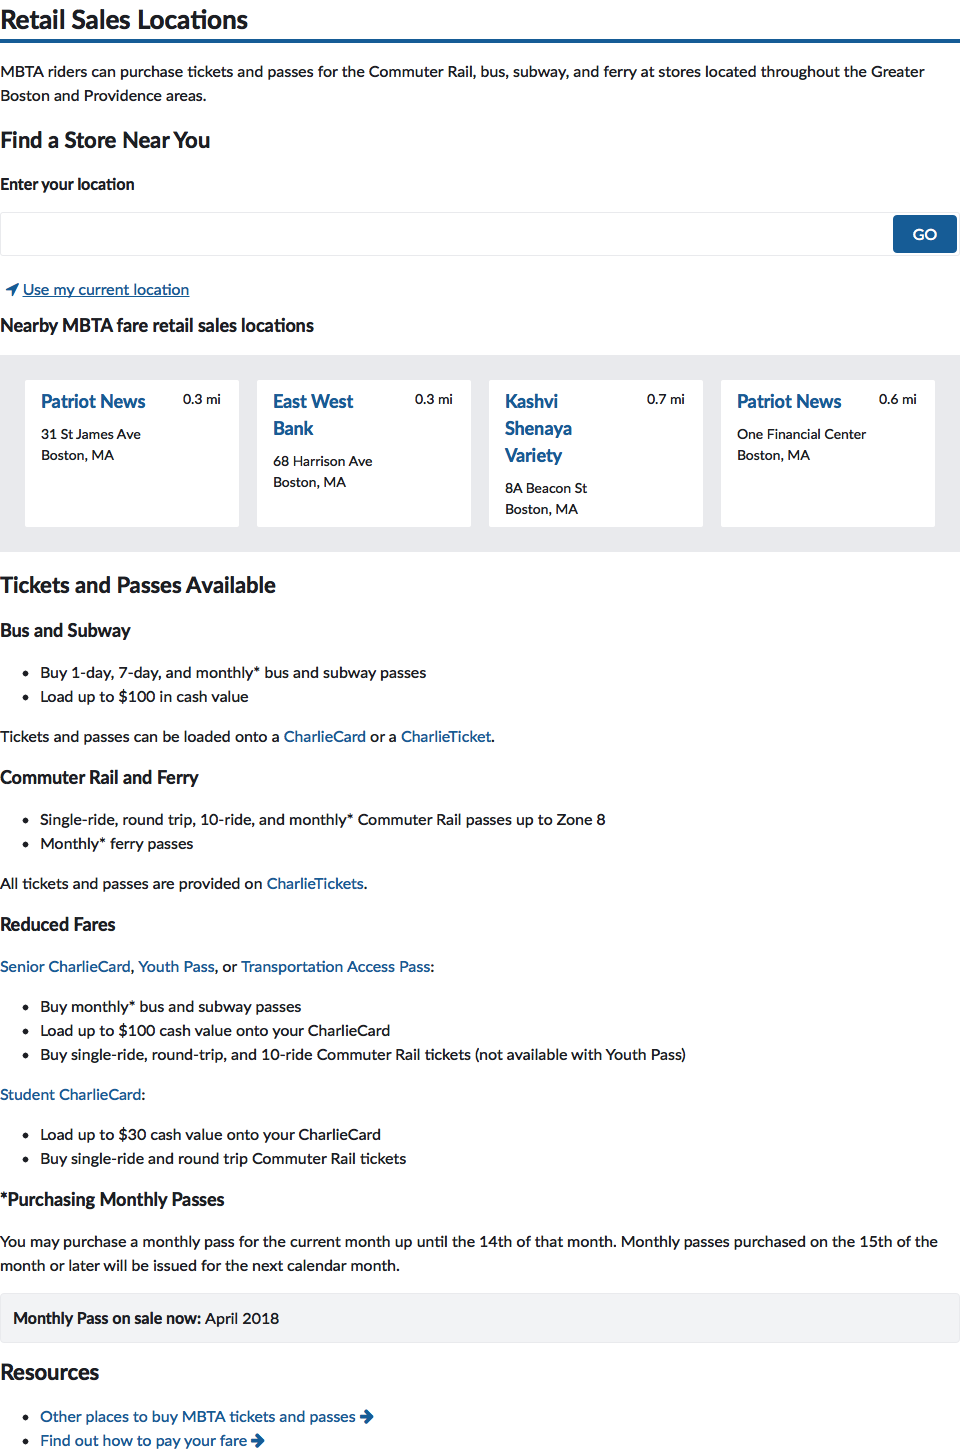 Retail Sales Locations
MBTA riders can purchase tickets and passes for the Commuter Rail, bus, subway, and ferry at stores located throughout the Greater
Boston and Providence areas.
Find a Store Near You
Enter your location
GO
Use my current location
Nearby MBTA fare retail sales locations
Patriot News 0.3 mi
31 St James Ave
Boston, MA
East West 0.3 mi
Bank
68 Harrison Ave
Boston, MA
Kashvi 0.7 mi
Shenaya
Variety
8A Beacon St
Boston, MA
Patriot News 0.6 mi
One Financial Center
Boston, MA
Tickets and Passes Available
Bus and Subway
• Buy 1-day, 7-day, and monthly* bus and subway passes
• Load up to $100 in cash value
Tickets and passes can be loaded onto a CharlieCard or a CharlieTicket.
Commuter Rail and Ferry
• Single-ride, round trip, 10-ride, and monthly* Commuter Rail passes up to Zone 8
• Monthly* ferry passes
All tickets and passes are provided on CharlieTickets.
Reduced Fares
Senior CharlieCard, Youth Pass, or Transportation Access Pass:
• Buy monthly* bus and subway passes
• Load up to $100 cash value onto your CharlieCard
• Buy single-ride, round-trip, and 10-ride Commuter Rail tickets (not available with Youth Pass)
Student CharlieCard:
• Load up to $30 cash value onto your CharlieCard
• Buy single-ride and round trip Commuter Rail tickets
*Purchasing Monthly Passes
You may purchase a monthly pass for the current month up until the 14th of that month. Monthly passes purchased on the 15th of the
month or later will be issued for the next calendar month.
Monthly Pass on sale now: April 2018
Resources
• Other places to buy MBTA tickets and passes
• Find out how to pay your fare